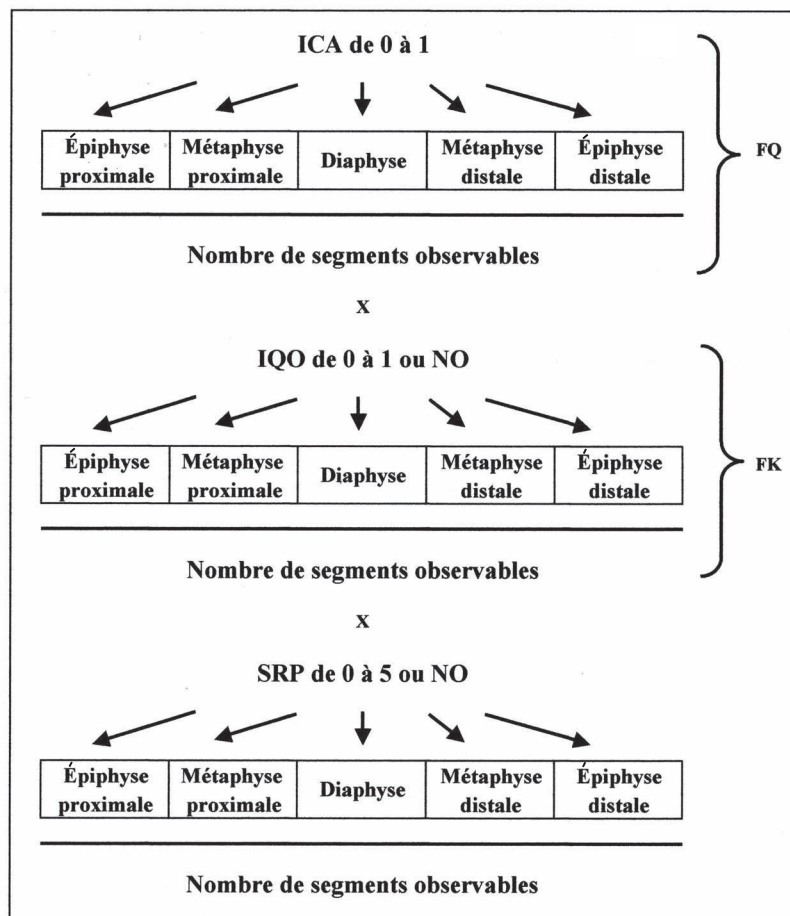 ICA de 0 à 1
Épiphyse proximale Métaphyse proximale Diaphyse Métaphyse distale Épiphyse distale
FQ
Nombre de segments observables
X
IQO de 0 à 1 ou NO
Épiphyse proximale Métaphyse proximale Diaphyse Métaphyse distale Épiphyse distale
FK
Nombre de segments observables
X
SRP de 0 à 5 ou NO
Épiphyse proximale Métaphyse proximale Diaphyse Métaphyse distale Épiphyse distale
Nombre de segments observables